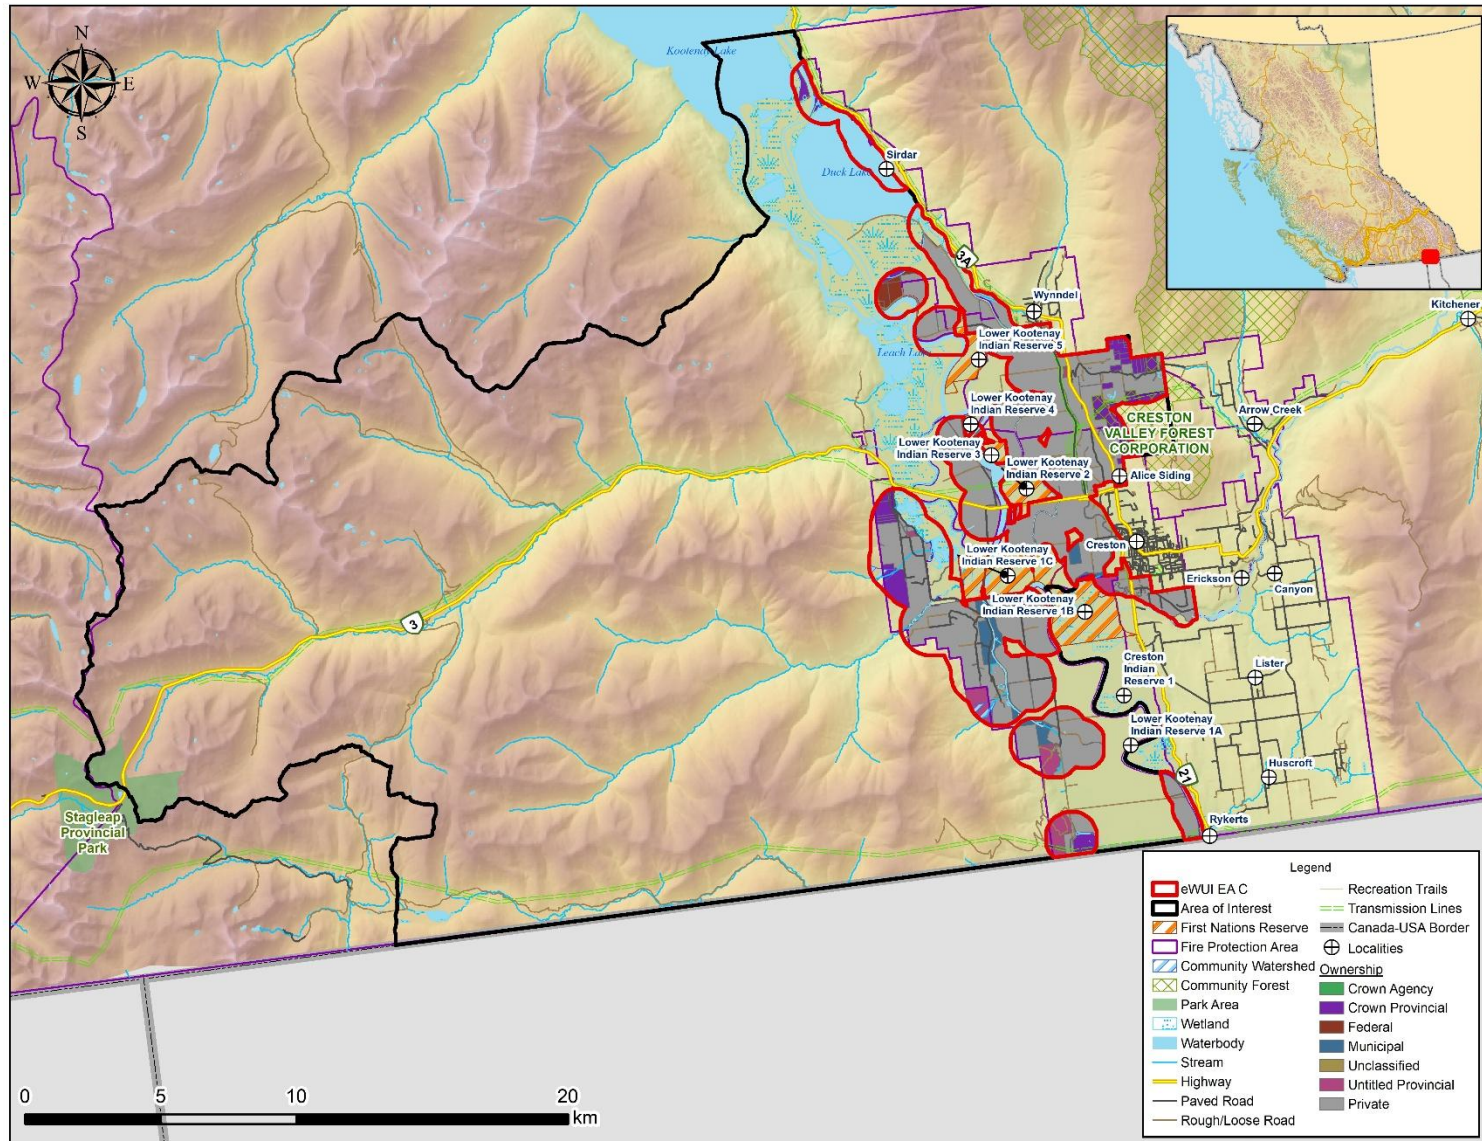 N
W
E
S
Kootenay Lake
Sirdar
Duck Lake
3A
Wynndel
Kitchener
Lower Kootenay
Indian Reserve 5
Leach Lake
Lower Kootenay
Indian Reserve 4
CRESTON
VALLEY FOREST
CORPORATION
Arrow Creek
Lower Kootenay
Indian Reserve 3
Lower Kootenay
Indian Reserve 2
Alice Siding
Creston
Lower Kootenay
Indian Reserve 1C
Erickson
Canyon
Lower Kootenay
Indian Reserve 1B
3
Creston
Indian
Reserve 1
Lister
Lower Kootenay
Indian Reserve 1A
21
Huscroft
Stagleap
Provincial
Park
Rykerts
Legend
eWUI EA C
Area of Interest
First Nations Reserve
Fire Protection Area
Community Watershed
Community Forest
Park Area
Wetland
Waterbody
Stream
Highway
Paved Road
Rough/Loose Road
Recreation Trails
Transmission Lines
Canada-USA Border
Localities
Ownership
Crown Agency
Crown Provincial
Federal
Municipal
Unclassified
Untitled Provincial
Private
0 5 10 20
km